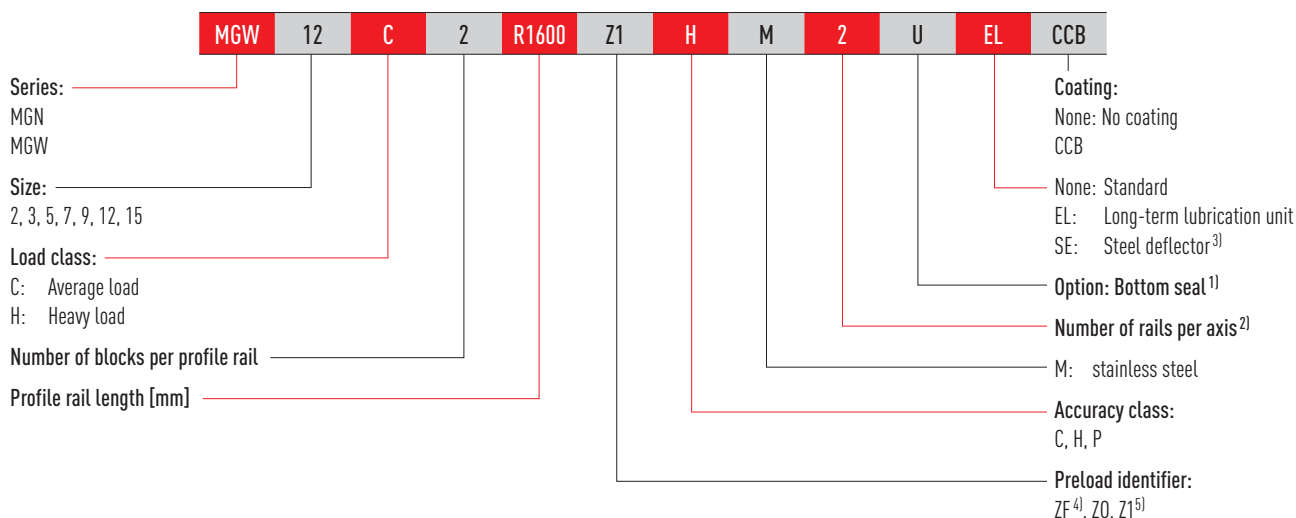 MGW 12 C 2 R1600 Z1 H M 2 U EL CCB
Series:
MGN
MGW
Size:
2, 3, 5, 7, 9, 12, 15
Load class:
C: Average load
H: Heavy load
Number of blocks per profile rail
Profile rail length [mm]
Coating:
None: No coating
CCB
None: Standard
EL: Long-term lubrication unit
SE: Steel deflector 3)
Option: Bottom seal 1)
Number of rails per axis 2)
M: stainless steel
Accuracy class:
C, H, P
Preload identifier:
ZF 4), Z0, Z1 5)